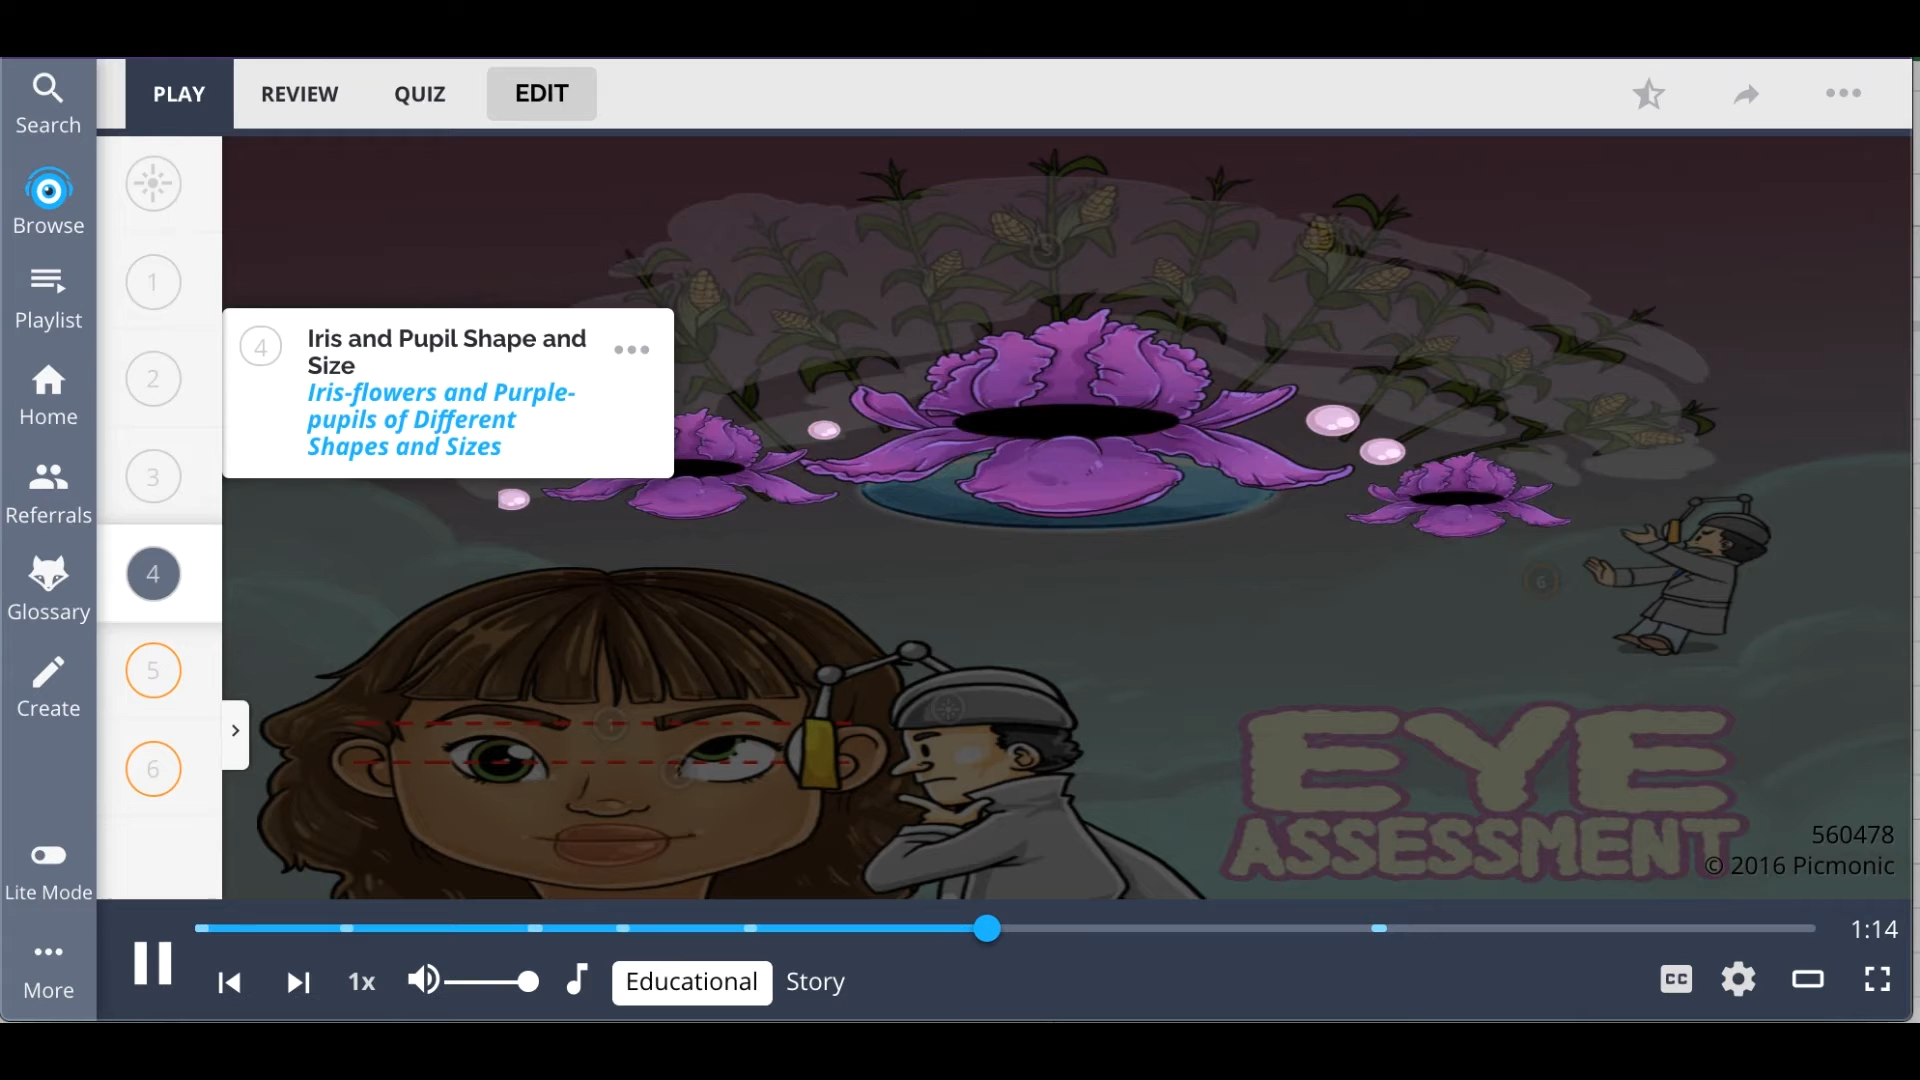 PLAY
REVIEW
QUIZ
EDIT
Search
Browse
Playlist
Home
Referrals
Glossary
Create
Lite Mode
More
1
2
3
4
5
6
4
Iris and Pupil Shape and
Size
Iris-flowers and Purple-
pupils of Different
Shapes and Sizes
6
EYE
ASSESSMENT
560478
© 2016 Picmonic
1:14
1x
Educational
Story
CC